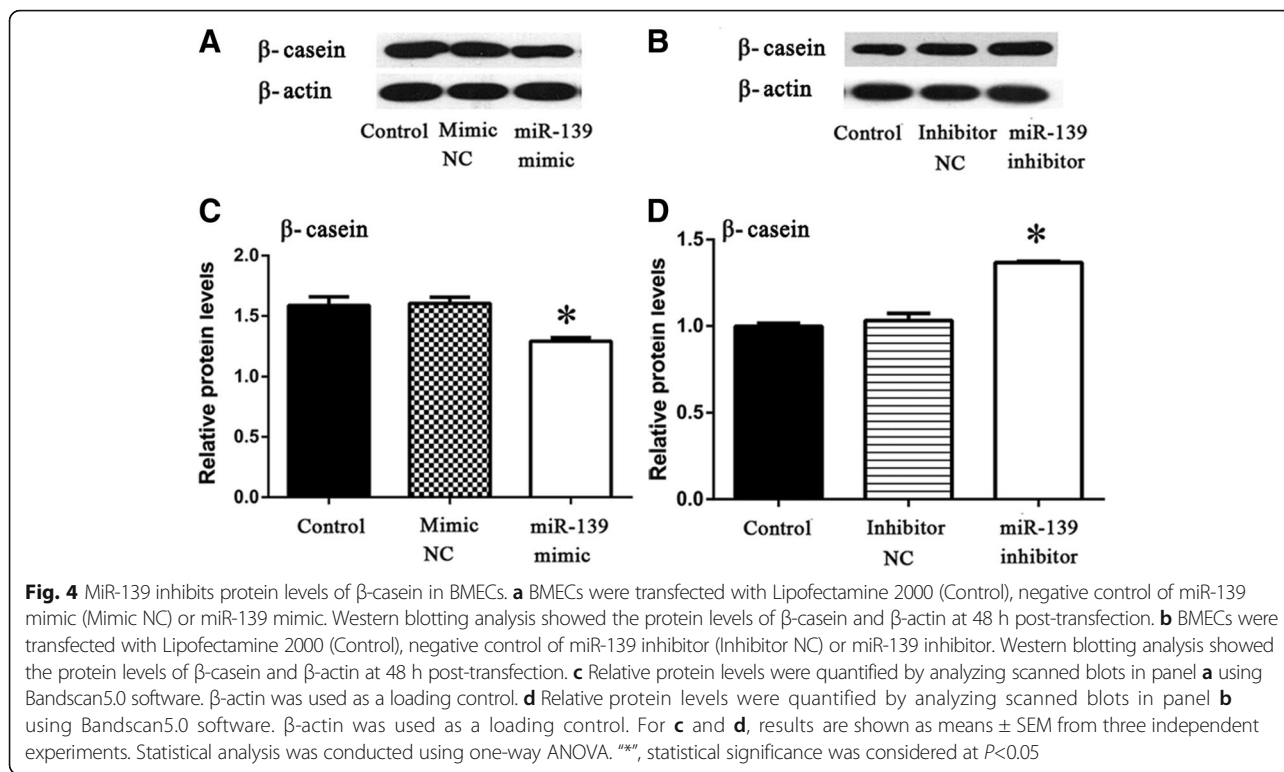 A
B
β- casein
β- actin
Control Mimic miR-139
NC mimic
β- casein
β- actin
Control Inhibitor miR-139
NC inhibitor
C
β- casein
Relative protein levels
2.0
1.5
1.0
0.5
0.0
*
Control Mimic miR-139
NC mimic
D
β- casein
Relative protein levels
1.5
1.0
0.5
0.0
*
Control Inhibitor miR-139
NC inhibitor
Fig. 4 MiR-139 inhibits protein levels of β-casein in BMECs. a BMECs were transfected with Lipofectamine 2000 (Control), negative control of miR-139
mimic (Mimic NC) or miR-139 mimic. Western blotting analysis showed the protein levels of β-casein and β-actin at 48 h post-transfection. b BMECs were
transfected with Lipofectamine 2000 (Control), negative control of miR-139 inhibitor (Inhibitor NC) or miR-139 inhibitor. Western blotting analysis showed
the protein levels of β-casein and β-actin at 48 h post-transfection. c Relative protein levels were quantified by analyzing scanned blots in panel a using
Bandscan5.0 software. β-actin was used as a loading control. d Relative protein levels were quantified by analyzing scanned blots in panel b
using Bandscan5.0 software. β-actin was used as a loading control. For c and d, results are shown as means ± SEM from three independent
experiments. Statistical analysis was conducted using one-way ANOVA. "*", statistical significance was considered at P<0.05